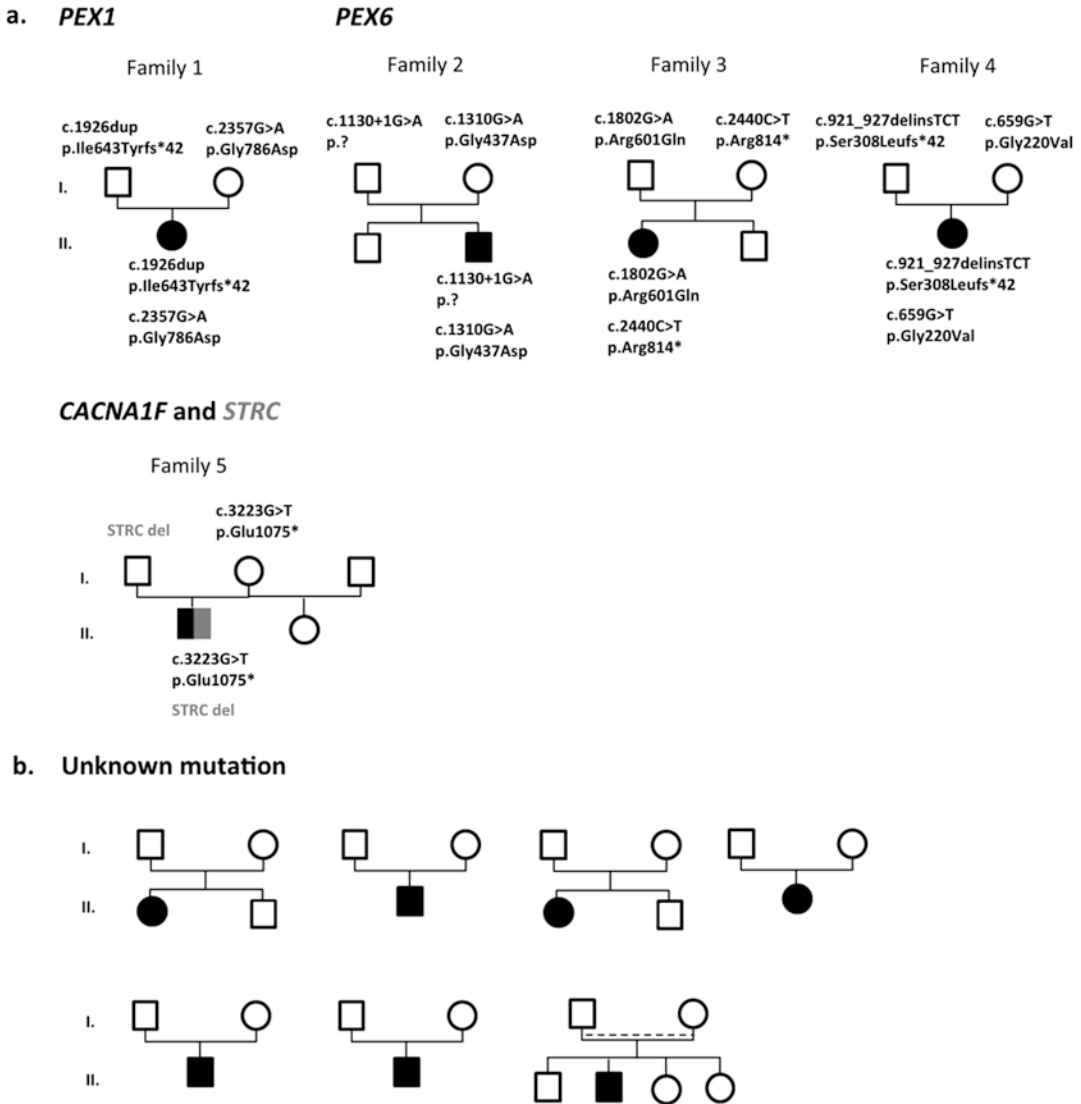 a. PEX1 PEX6
Family 1 Family 2 Family 3 Family 4
c.1926dup
p.Ile643Tyrfs*42
c.2357G>A
p.Gly786Asp
c.1130+1G>A
p.?
c.1310G>A
p.Gly437Asp
c.1802G>A
p.Arg601Gln
c.2440C>T
p.Arg814*
c.921_927delinsTCT
p.Ser308Leufs*42
c.659G>T
p.Gly220Val
I.
II.
c.1926dup
p.Ile643Tyrfs*42
c.2357G>A
p.Gly786Asp
c.1130+1G>A
p.?
c.1310G>A
p.Gly437Asp
c.1802G>A
p.Arg601Gln
c.2440C>T
p.Arg814*
c.921_927delinsTCT
p.Ser308Leufs*42
c.659G>T
p.Gly220Val
CACNA1F and STRC
Family 5
STRC del
c.3223G>T
p.Glu1075*
I.
II.
c.3223G>T
p.Glu1075*
STRC del
b. Unknown mutation
I.
II.
I.
II.